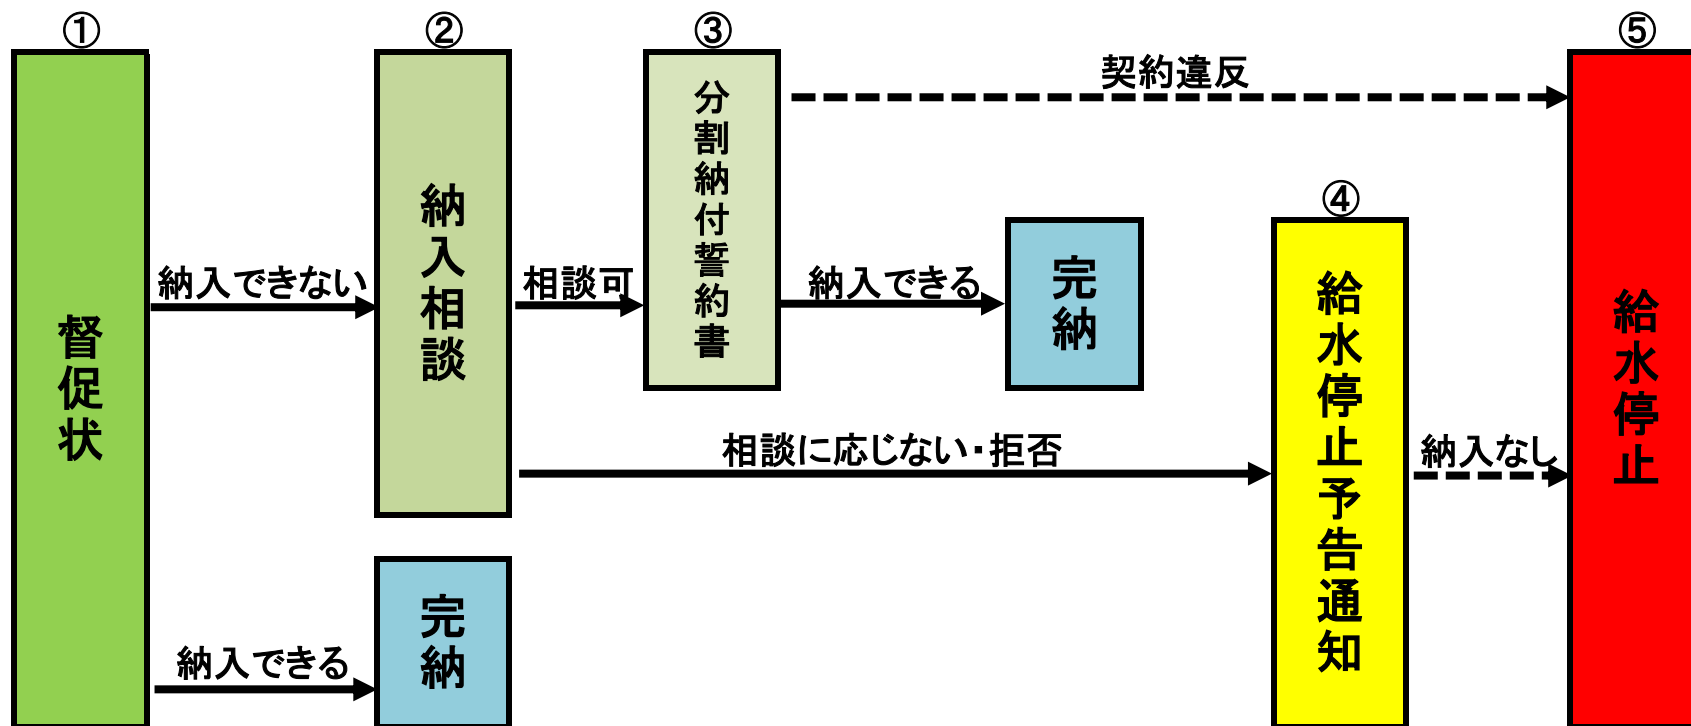 ①
督促状
納入できない
納入できる
②
納入相談
完納
相談可
相談に応じない・拒否
③
分割納付誓約書
契約違反
納入できる
完納
④
給水停止予告通知
納入なし
⑤
給水停止